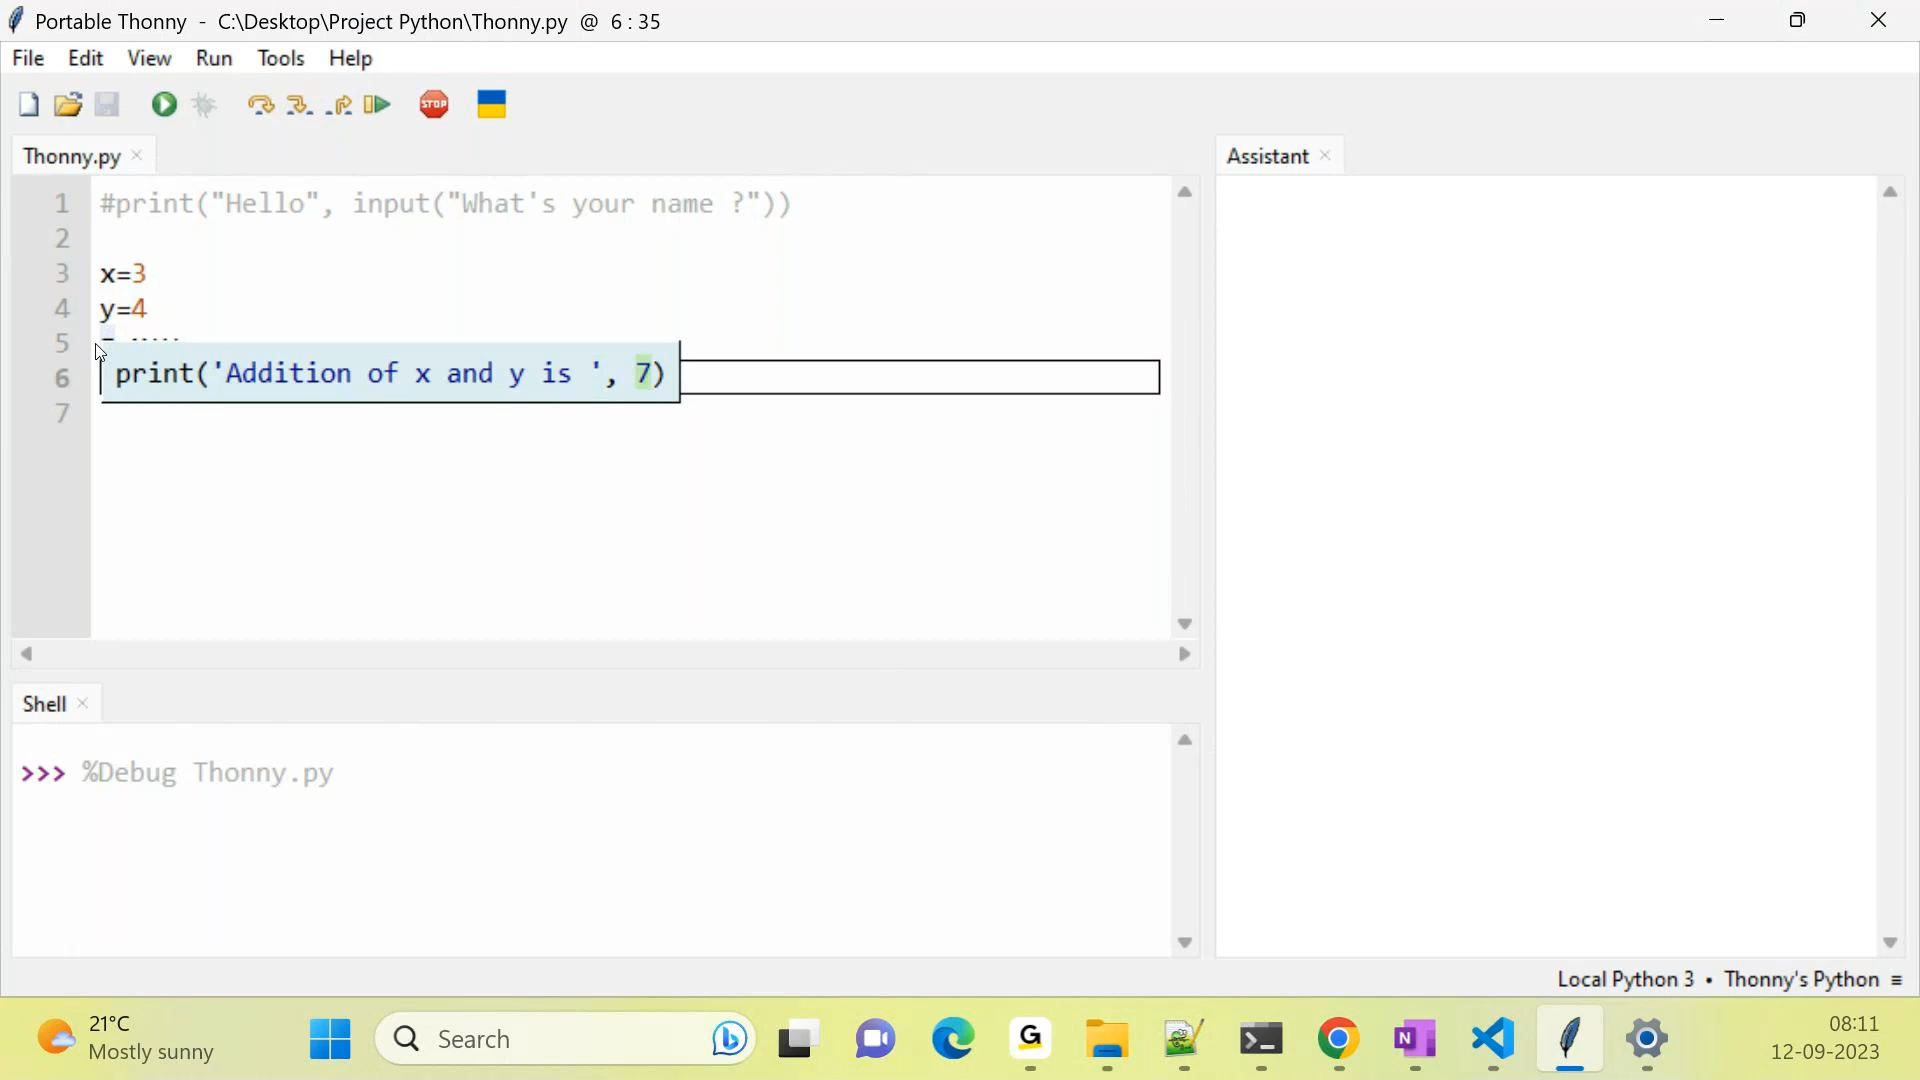 Portable Thonny - C:\Desktop\Project Python\Thonny.py @ 6 : 35
File Edit View Run Tools Help
STOP
Thonny.py
Assistant
1 #print("Hello", input("What's your name ?"))
2
3 x=3
4 y=4
5
6 print('Addition of x and y is ', 7)
7
Shell
>>> %Debug Thonny.py
Local Python 3 • Thonny's Python ≡
21°C
Mostly sunny
Search
G
N
08:11
12-09-2023